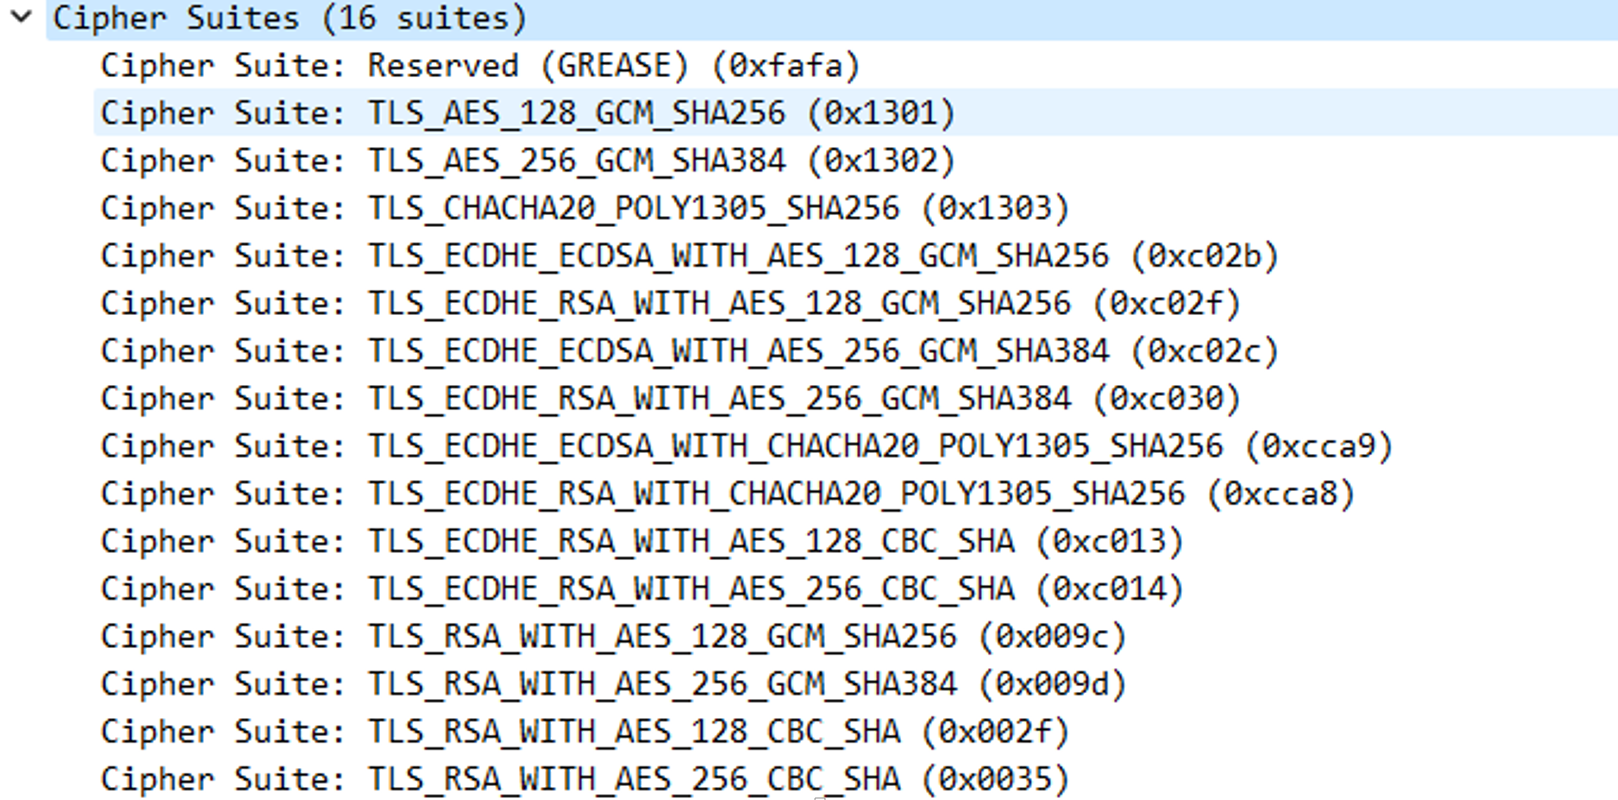 Cipher Suites (16 suites)
Cipher Suite: Reserved (GREASE) (0xfafa)
Cipher Suite: TLS_AES_128_GCM_SHA256 (0x1301)
Cipher Suite: TLS_AES_256_GCM_SHA384 (0x1302)
Cipher Suite: TLS_CHACHA20_POLY1305_SHA256 (0x1303)
Cipher Suite: TLS_ECDHE_ECDSA_WITH_AES_128_GCM_SHA256 (0xc02b)
Cipher Suite: TLS_ECDHE_RSA_WITH_AES_128_GCM_SHA256 (0xc02f)
Cipher Suite: TLS_ECDHE_ECDSA_WITH_AES_256_GCM_SHA384 (0xc02c)
Cipher Suite: TLS_ECDHE_RSA_WITH_AES_256_GCM_SHA384 (0xc030)
Cipher Suite: TLS_ECDHE_ECDSA_WITH_CHACHA20_POLY1305_SHA256 (0xcca9)
Cipher Suite: TLS_ECDHE_RSA_WITH_CHACHA20_POLY1305_SHA256 (0xcca8)
Cipher Suite: TLS_ECDHE_RSA_WITH_AES_128_CBC_SHA (0xc013)
Cipher Suite: TLS_ECDHE_RSA_WITH_AES_256_CBC_SHA (0xc014)
Cipher Suite: TLS_RSA_WITH_AES_128_GCM_SHA256 (0x009c)
Cipher Suite: TLS_RSA_WITH_AES_256_GCM_SHA384 (0x009d)
Cipher Suite: TLS_RSA_WITH_AES_128_CBC_SHA (0x002f)
Cipher Suite: TLS_RSA_WITH_AES_256_CBC_SHA (0x0035)